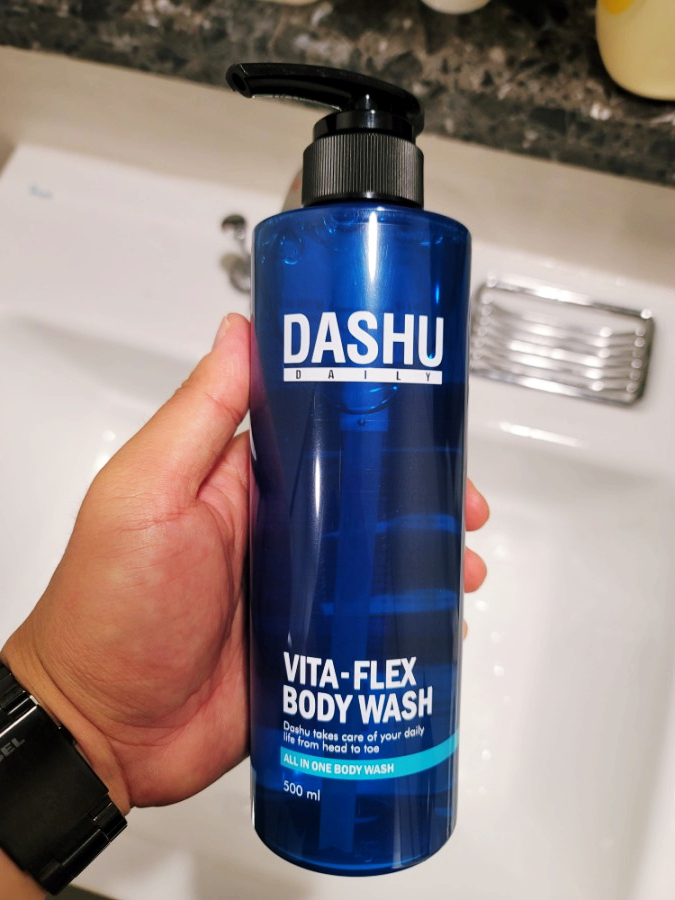 DASHU
DAILY
VITA-FLEX
BODY WASH
Dashu takes care of your daily
life from head to toe
ALL IN ONE BODY WASH
500 ml